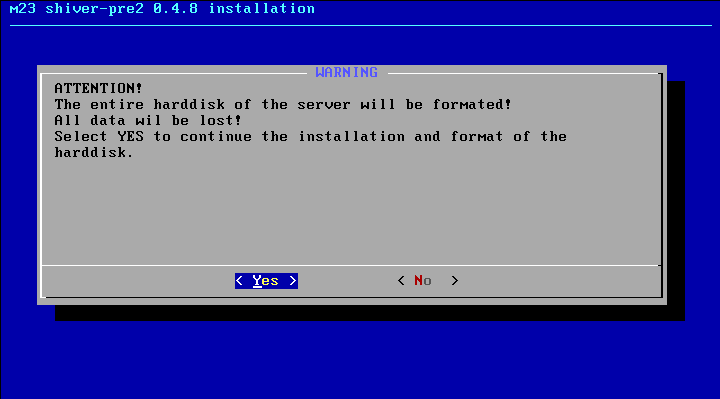 m23 shiver-pre2 0.4.8 installation
WARNING
ATTENTION!
The entire harddisk of the server will be formated!
All data wil be lost!
Select YES to continue the installation and format of the
harddisk.
< Yes > < No >